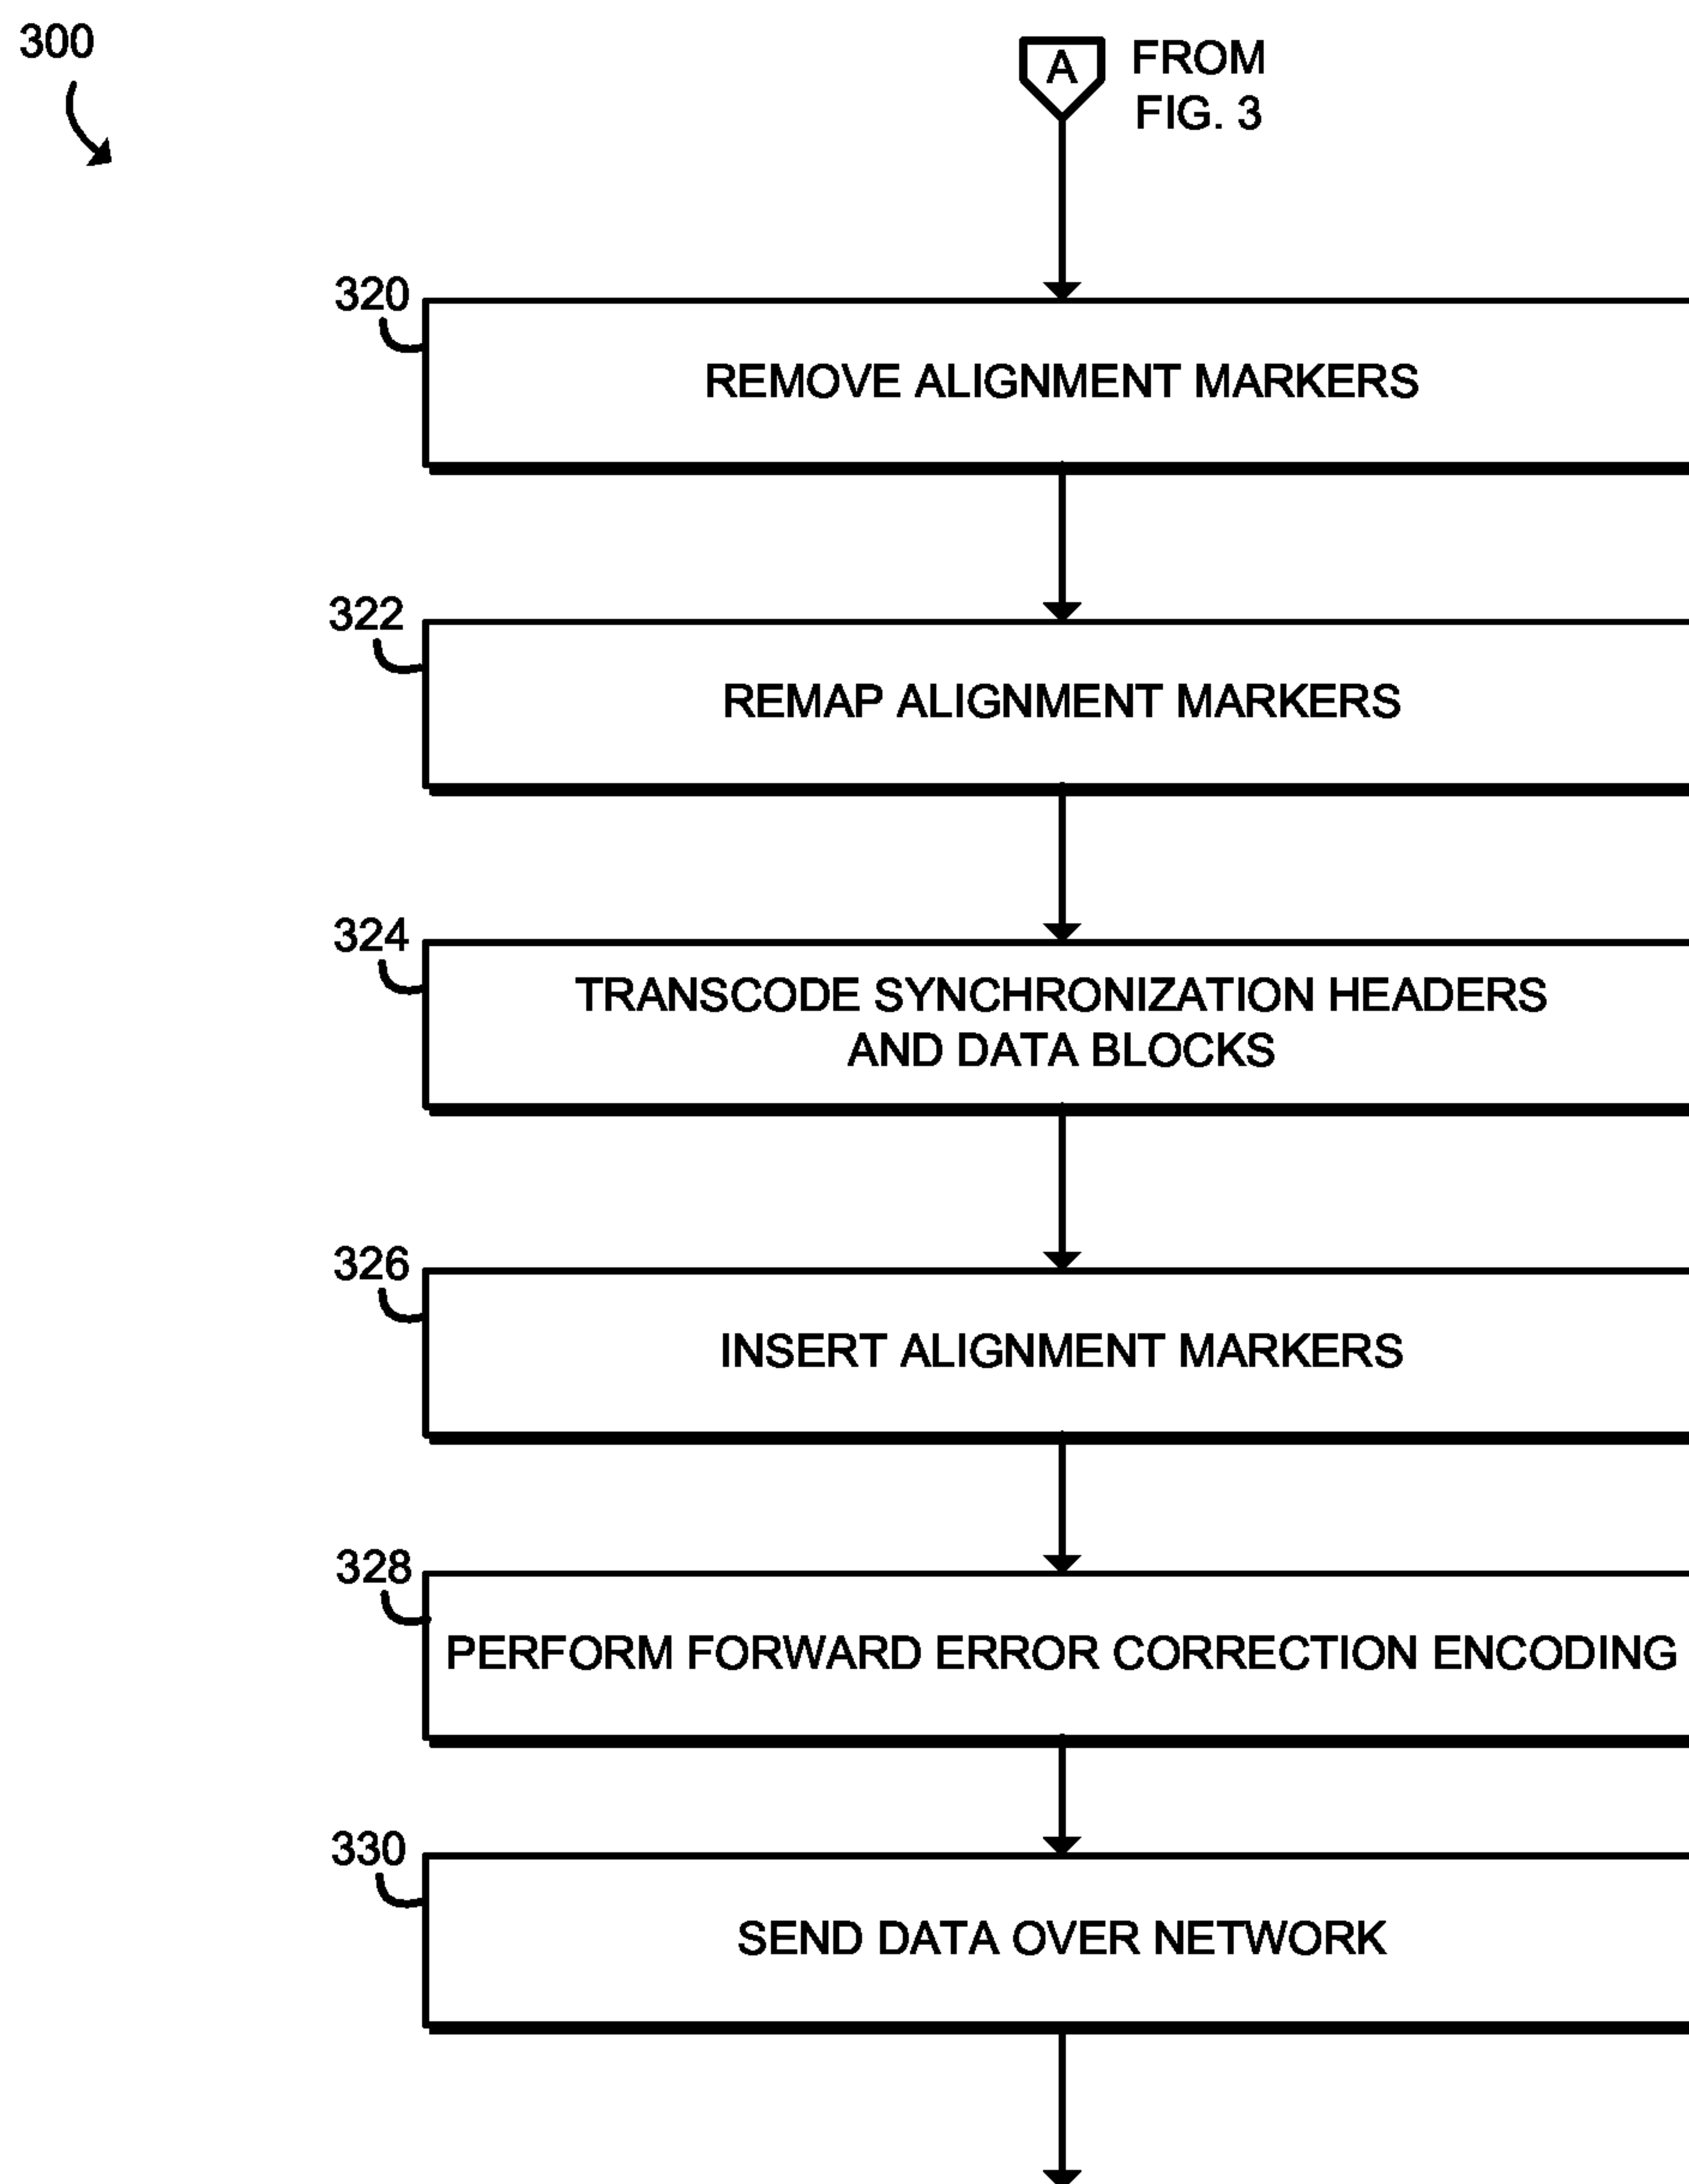 300
A
FROM
FIG. 3
320
REMOVE ALIGNMENT MARKERS
322
REMAP ALIGNMENT MARKERS
324
TRANSCODE SYNCHRONIZATION HEADERS
AND DATA BLOCKS
326
INSERT ALIGNMENT MARKERS
328
PERFORM FORWARD ERROR CORRECTION ENCODING
330
SEND DATA OVER NETWORK